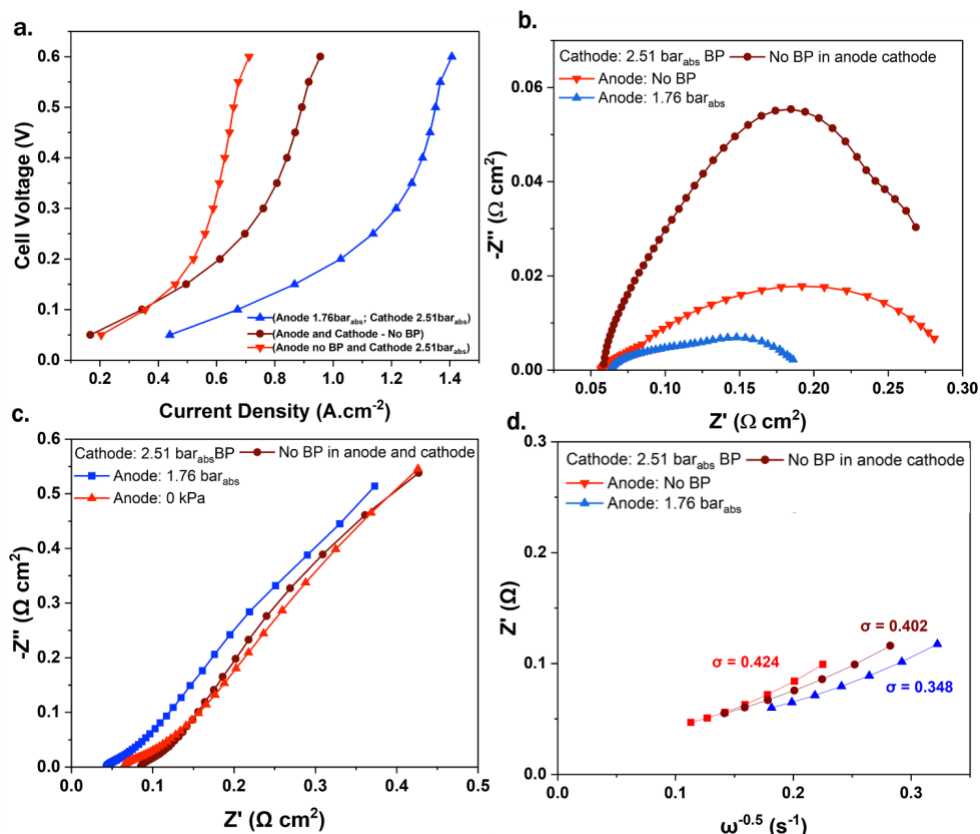 a.
0.6
0.5
0.4
0.3
0.2
0.1
0.0
Cell Voltage (V)
(Anode 1.76bar_abs; Cathode 2.51bar_abs)
(Anode and Cathode - No BP)
(Anode no BP and Cathode 2.51bar_abs)
0.2 0.4 0.6 0.8 1.0 1.2 1.4
Current Density (A.cm⁻²)
b.
0.06
0.04
0.02
0.00
-Z" (Ω cm²)
Cathode: 2.51 bar_abs BP
No BP in anode cathode
Anode: No BP
Anode: 1.76 bar_abs
0.05 0.10 0.15 0.20 0.25 0.30
Z' (Ω cm²)
c.
0.6
0.5
0.4
0.3
0.2
0.1
0.0
-Z" (Ω cm²)
Cathode: 2.51 bar_abs BP
No BP in anode and cathode
Anode: 1.76 bar_abs
Anode: 0 kPa
0.0 0.1 0.2 0.3 0.4 0.5
Z' (Ω cm²)
d.
0.3
0.2
0.1
0.0
Z' (Ω)
Cathode: 2.51 bar_abs BP
No BP in anode cathode
Anode: No BP
Anode: 1.76 bar_abs
σ = 0.402
σ = 0.424
σ = 0.348
0.0 0.1 0.2 0.3
ω⁻⁰·⁵ (s⁻¹)